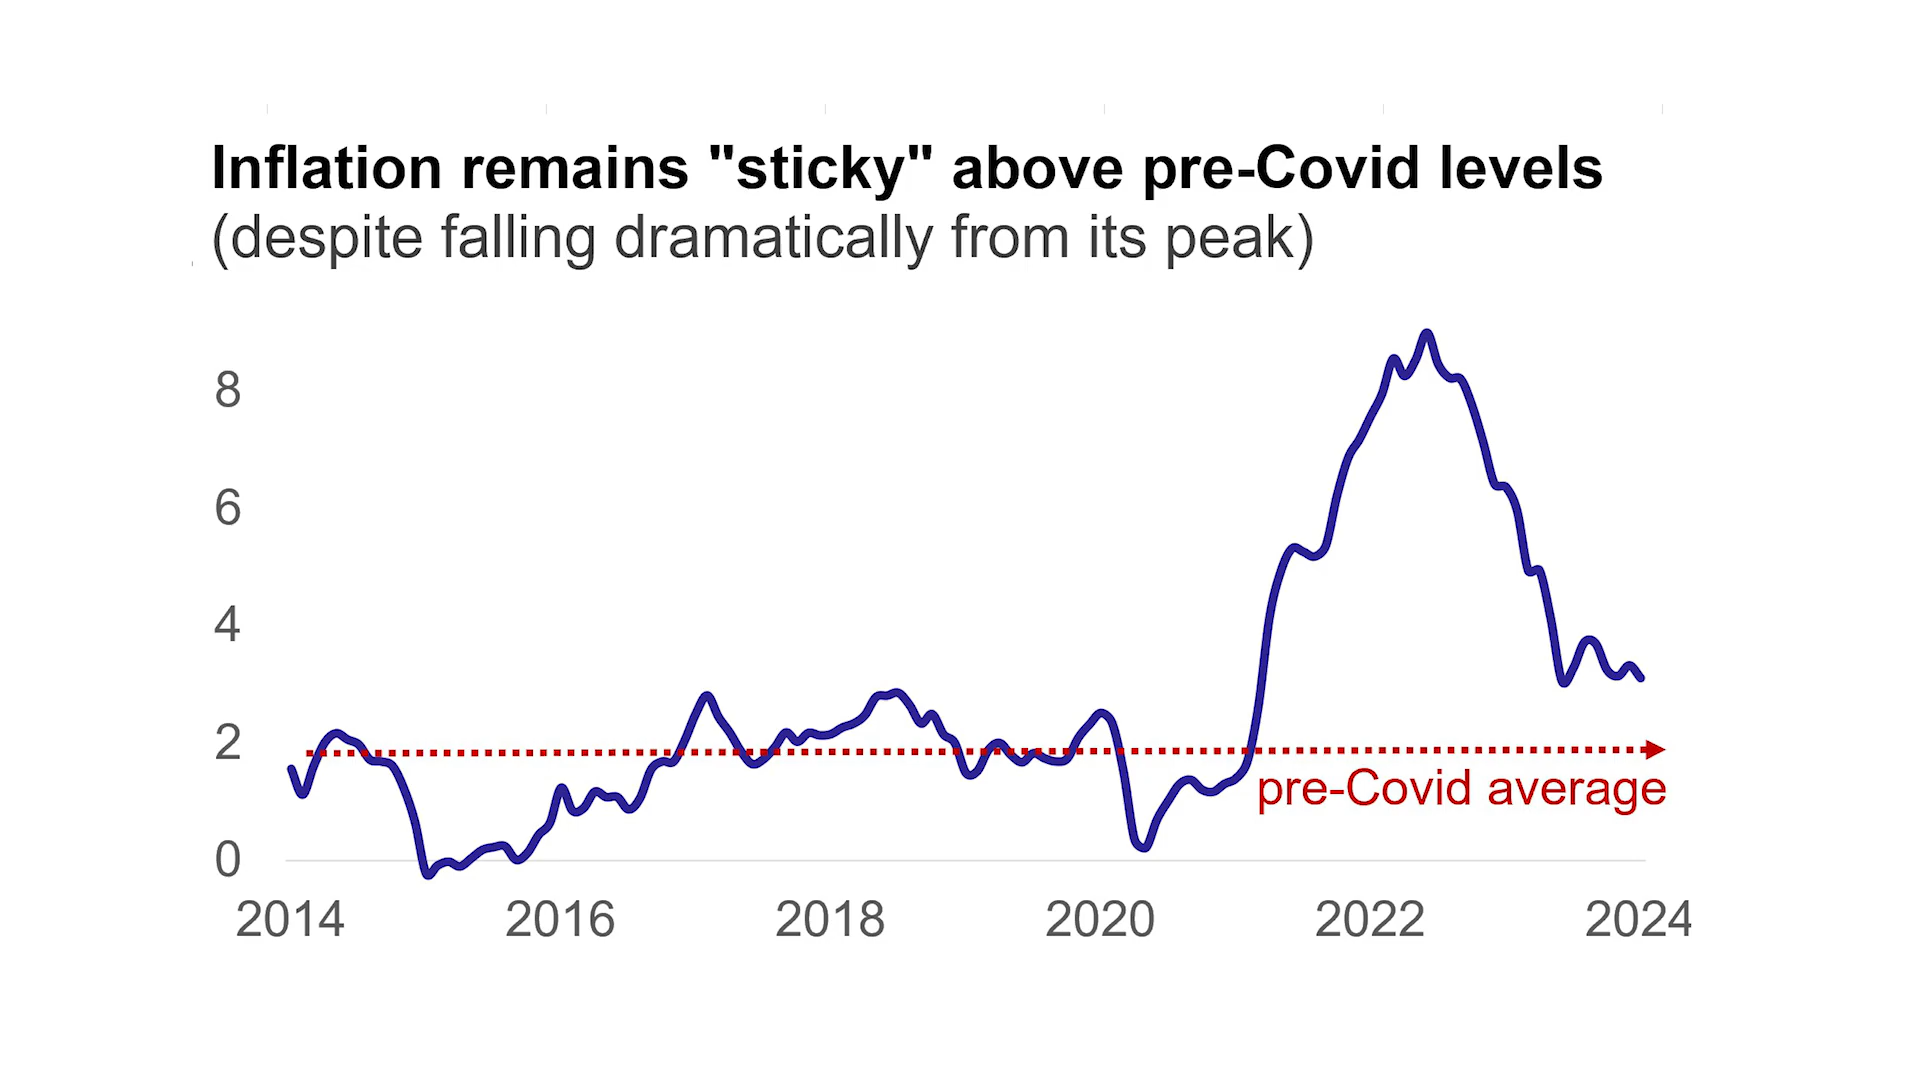 Inflation remains "sticky" above pre-Covid levels
(despite falling dramatically from its peak)
8
6
4
2
0
pre-Covid average
2014 2016 2018 2020 2022 2024